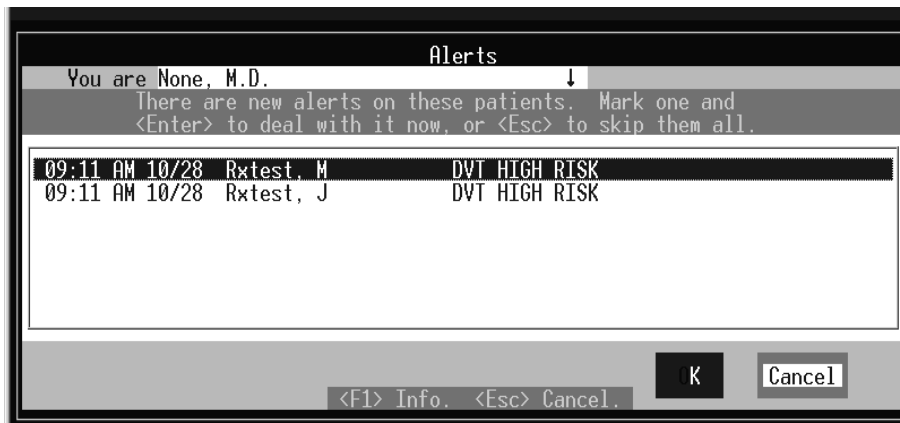 Alerts
You are None, M.D. ↓
There are new alerts on these patients. Mark one and
<Enter> to deal with it now, or <Esc> to skip them all.
09:11 AM 10/28 Rxtest, M DVT HIGH RISK
09:11 AM 10/28 Rxtest, J DVT HIGH RISK
OK Cancel
<F1> Info. <Esc> Cancel.